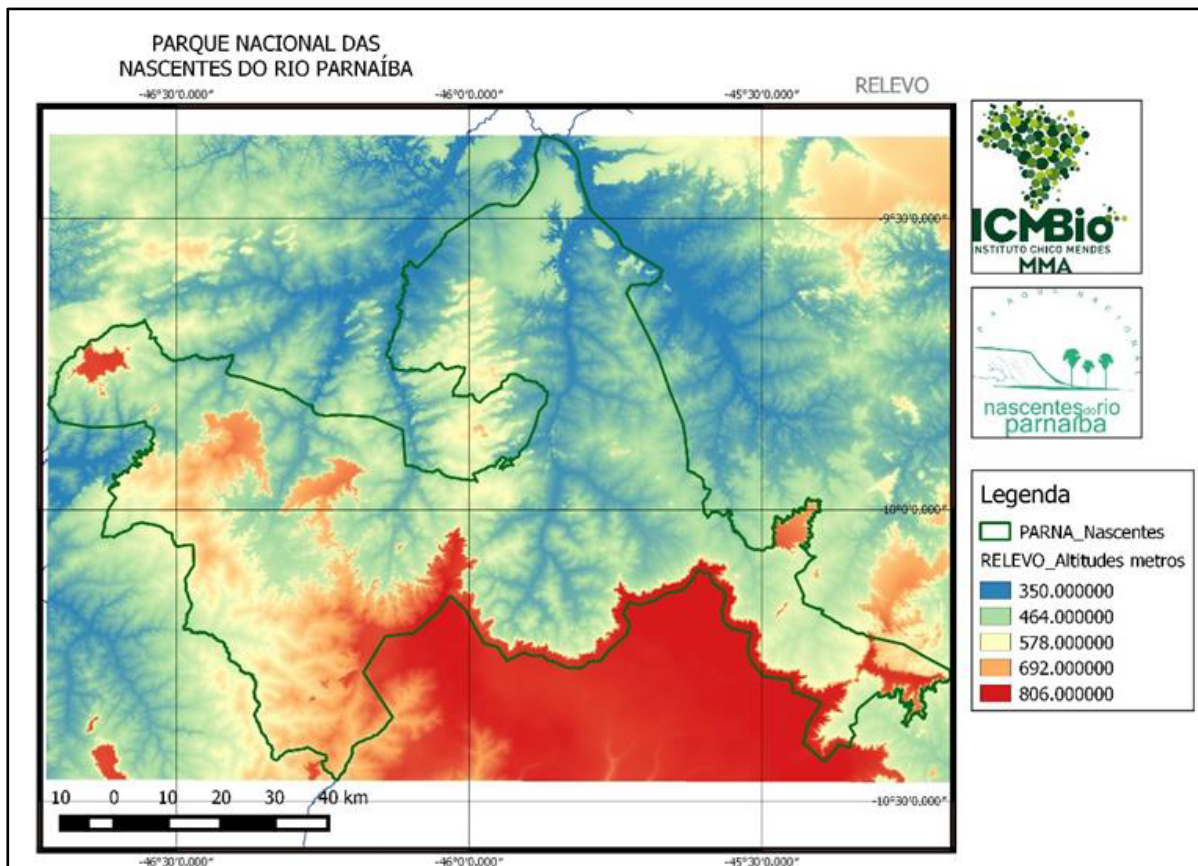 PARQUE NACIONAL DAS
NASCENTES DO RIO PARNAÍBA
RELEVO
-46°30'0.000"
-46°0'0.000"
-45°30'0.000"
-9°30'0.000"
-10°0'0.000"
-10°30'0.000"
10 0 10 20 30 40 km
-46°30'0.000"
-46°0'0.000"
-45°30'0.000"
ICMBio
INSTITUTO CHICO MENDES
MMA
PARQUE NACIONAL
nascentes do rio
parnaíba
Legenda
PARNA_Nascentes
RELEVO_Altitudes metros
350.000000
464.000000
578.000000
692.000000
806.000000